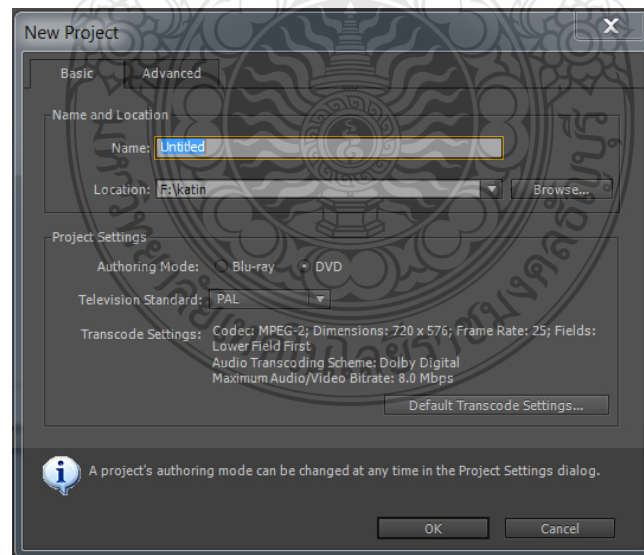 New Project
X
Basic Advanced
Name and Location
Name: Untitled
Location: F:\katin Browse...
Project Settings
Authoring Mode: Blu-ray DVD
Television Standard: PAL
Transcode Settings: Codec: MPEG-2; Dimensions: 720 x 576; Frame Rate: 25; Fields:
Lower Field First
Audio Transcoding Scheme: Dolby Digital
Maximum Audio/Video Bitrate: 8.0 Mbps
Default Transcode Settings...
A project's authoring mode can be changed at any time in the Project Settings dialog.
OK Cancel